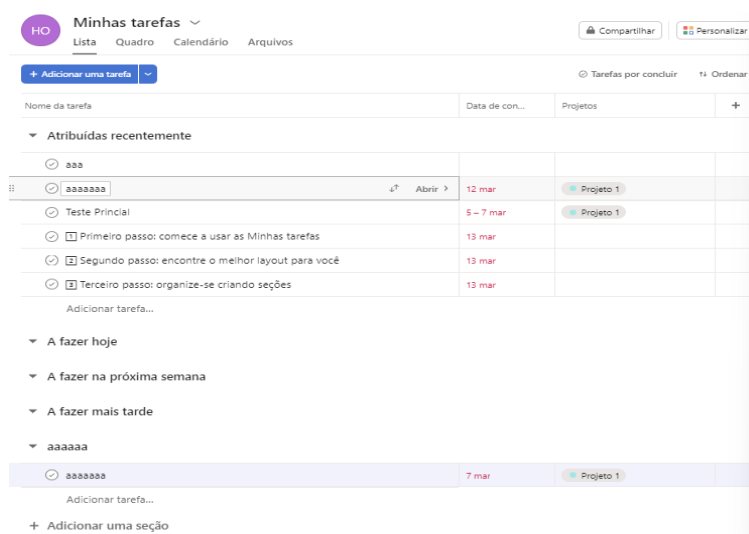 HO
Minhas tarefas
Lista Quadro Calendário Arquivos
Compartilhar Personalizar
+ Adicionar uma tarefa
Tarefas por concluir Ordenar
Nome da tarefa Data de con... Projetos +
Atribuídas recentemente
aaa
aaaaaaa Abrir > 12 mar Projeto 1
Teste Princial 5 – 7 mar Projeto 1
1 Primeiro passo: comece a usar as Minhas tarefas 13 mar
2 Segundo passo: encontre o melhor layout para você 13 mar
3 Terceiro passo: organize-se criando seções 13 mar
Adicionar tarefa...
A fazer hoje
A fazer na próxima semana
A fazer mais tarde
aaaaaa
aaaaaaa 7 mar Projeto 1
Adicionar tarefa...
+ Adicionar uma seção